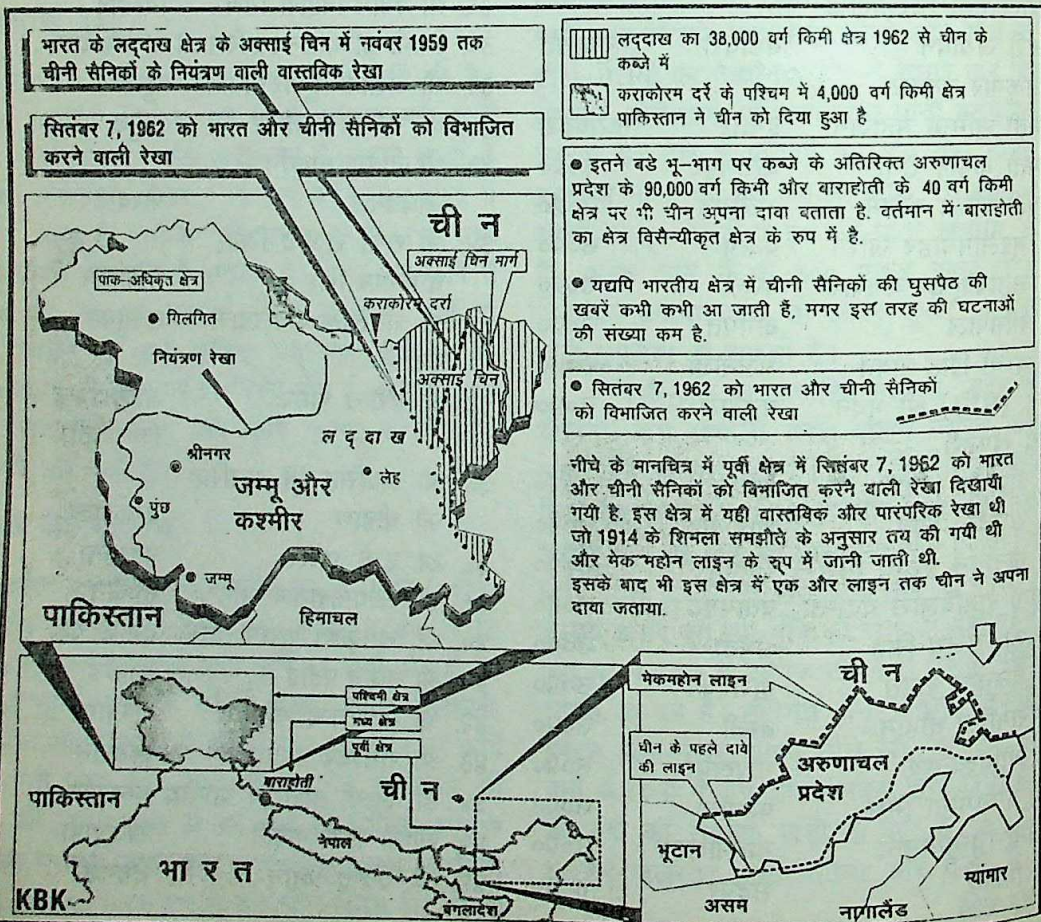 भारत के लद्दाख क्षेत्र के अक्साई चिन में नवंबर 1959 तक
चीनी सैनिकों के नियंत्रण वाली वास्तविक रेखा
सितंबर 7, 1962 को भारत और चीनी सैनिकों को विभाजित
करने वाली रेखा
लद्दाख का 38,000 वर्ग किमी क्षेत्र 1962 से चीन के
कब्जे में
काराकोरम दर्रे के पश्चिम में 4,000 वर्ग किमी क्षेत्र
पाकिस्तान ने चीन को दिया हुआ है
• इतने बडे भू-भाग पर कब्जे के अतिरिक्त अरुणाचल
प्रदेश के 90,000 वर्ग किमी और बाराहोती के 40 वर्ग किमी
क्षेत्र पर भी चीन अपना दावा बताता है. वर्तमान में बाराहोती
का क्षेत्र विसैन्यीकृत क्षेत्र के रुप में है.
• यद्यपि भारतीय क्षेत्र में चीनी सैनिकों की घुसपैठ की
खबरें कभी कभी आ जाती हैं, मगर इस तरह की घटनाओं
की संख्या कम है.
• सितंबर 7, 1962 को भारत और चीनी सैनिकों
को विभाजित करने वाली रेखा
नीचे के मानचित्र में पूर्वी क्षेत्र में सितंबर 7, 1962 को भारत
और चीनी सैनिकों को विभाजित करने वाली रेखा दिखायी
गयी है. इस क्षेत्र में यही वास्तविक और पारंपरिक रेखा थी
जो 1914 के शिमला समझौते के अनुसार तय की गयी थी
और मेक महोन लाइन के रूप में जानी जाती थी.
इसके बाद भी इस क्षेत्र में एक और लाइन तक चीन ने अपना
दावा जताया.
चीन
अक्साई चिन मार्ग
पाक-अधिकृत क्षेत्र
काराकोरम दर्रा
गिलगित
नियंत्रण रेखा
अक्साई चिन
लद्दाख
श्रीनगर
लेह
जम्मू और
कश्मीर
पुंछ
जम्मू
पाकिस्तान
हिमाचल
पश्चिमी क्षेत्र
मध्य क्षेत्र
पूर्वी क्षेत्र
बाराहोती
पाकिस्तान
चीन
नेपाल
भारत
बंगलादेश
KBK
मेकमहोन लाइन
चीन
चीन के पहले दावे
की लाइन
अरुणाचल
प्रदेश
भूटान
म्यांमार
असम
नागालैंड